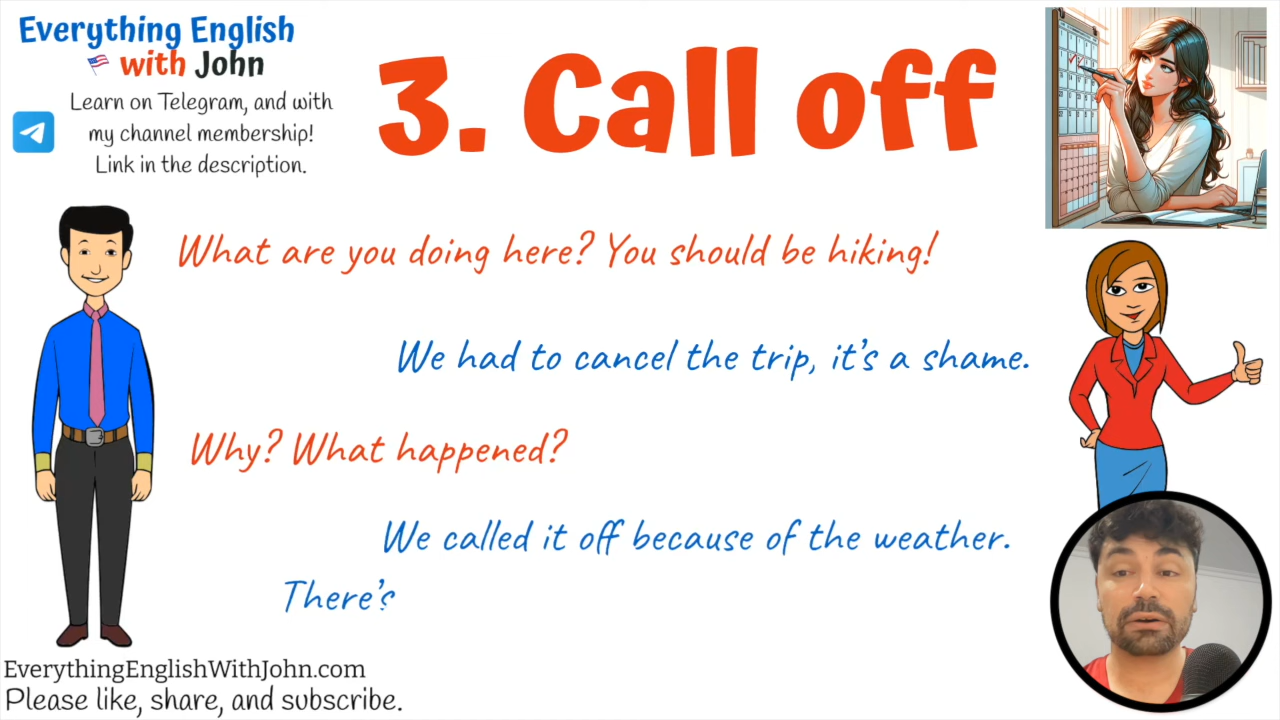 Everything English
with John
Learn on Telegram, and with
my channel membership!
Link in the description.
3. Call off
What are you doing here? You should be hiking!
We had to cancel the trip, it's a shame.
Why? What happened?
We called it off because of the weather.
There's
EverythingEnglishWithJohn.com
Please like, share, and subscribe.